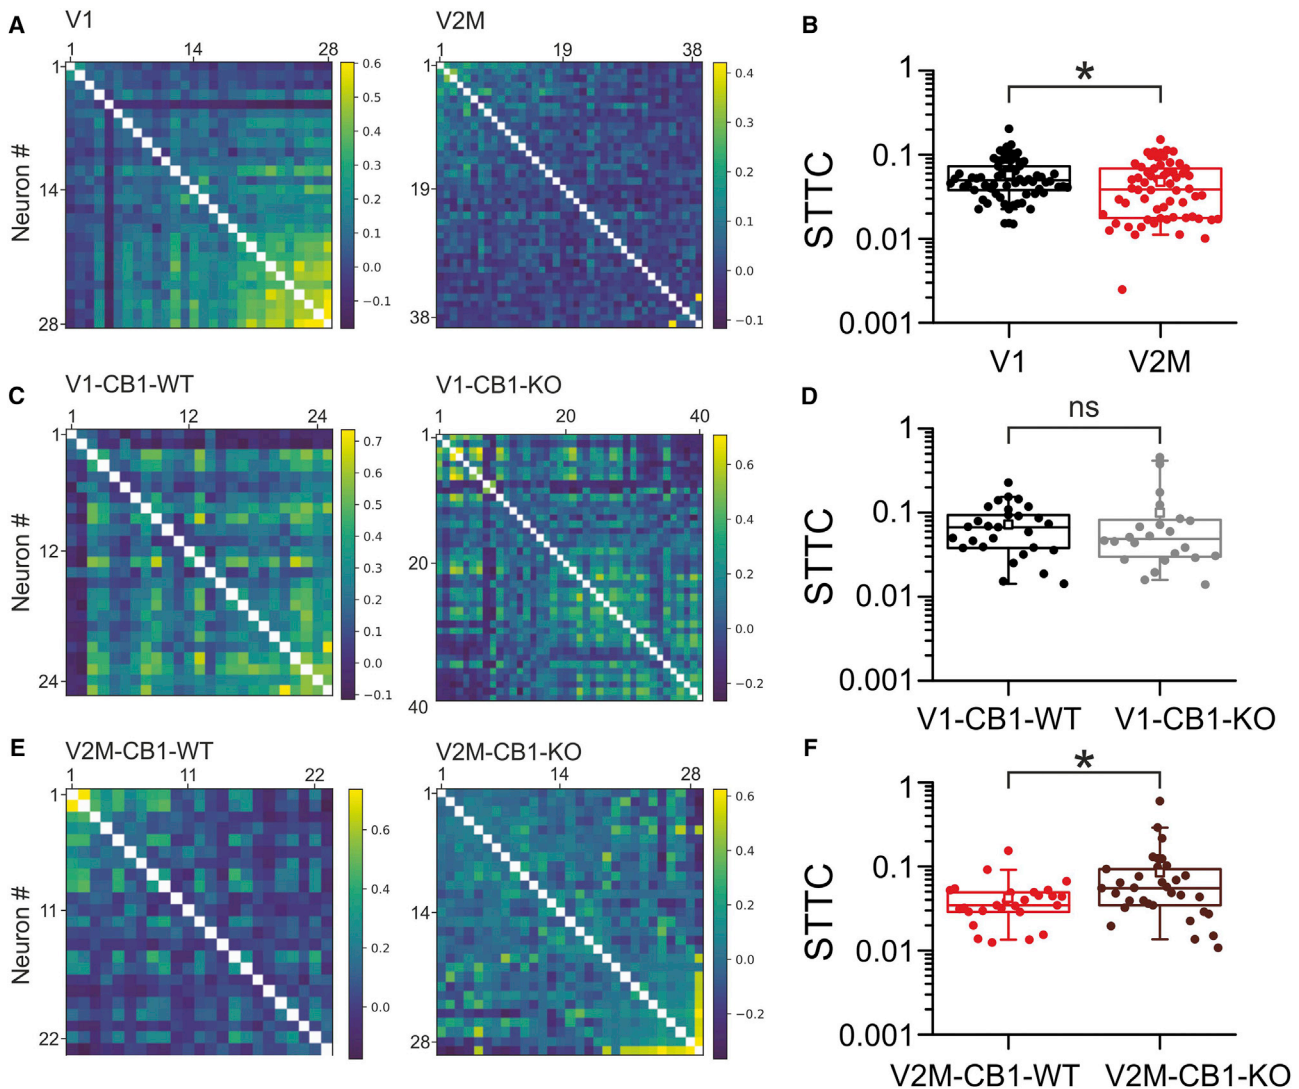 A
V1
1 14 28
Neuron #
1
14
28
0.6
0.5
0.4
0.3
0.2
0.1
0.0
−0.1
V2M
1 19 38
1
19
38
0.4
0.3
0.2
0.1
0.0
−0.1
B
*
STTC
1
0.1
0.01
0.001
V1 V2M
C
V1-CB1-WT
1 12 24
Neuron #
1
12
24
0.7
0.6
0.5
0.4
0.3
0.2
0.1
0.0
−0.1
V1-CB1-KO
1 20 40
1
20
40
0.6
0.4
0.2
0.0
−0.2
D
ns
STTC
1
0.1
0.01
0.001
V1-CB1-WT V1-CB1-KO
E
V2M-CB1-WT
1 11 22
Neuron #
1
11
22
0.6
0.4
0.2
0.0
V2M-CB1-KO
1 14 28
1
14
28
0.6
0.4
0.2
0.0
−0.2
F
*
STTC
1
0.1
0.01
0.001
V2M-CB1-WT V2M-CB1-KO